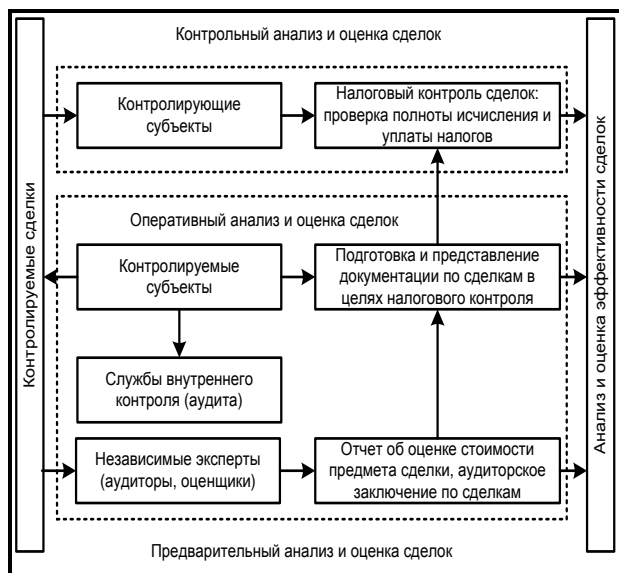 Контрольный анализ и оценка сделок
Контролируемые сделки
Контролирующие
субъекты
Налоговый контроль сделок:
проверка полноты исчисления и
уплаты налогов
Оперативный анализ и оценка сделок
Контролируемые
субъекты
Подготовка и представление
документации по сделкам в
целях налогового контроля
Службы внутреннего
контроля (аудита)
Независимые эксперты
(аудиторы, оценщики)
Отчет об оценке стоимости
предмета сделки, аудиторское
заключение по сделкам
Анализ и оценка эффективности сделок
Предварительный анализ и оценка сделок